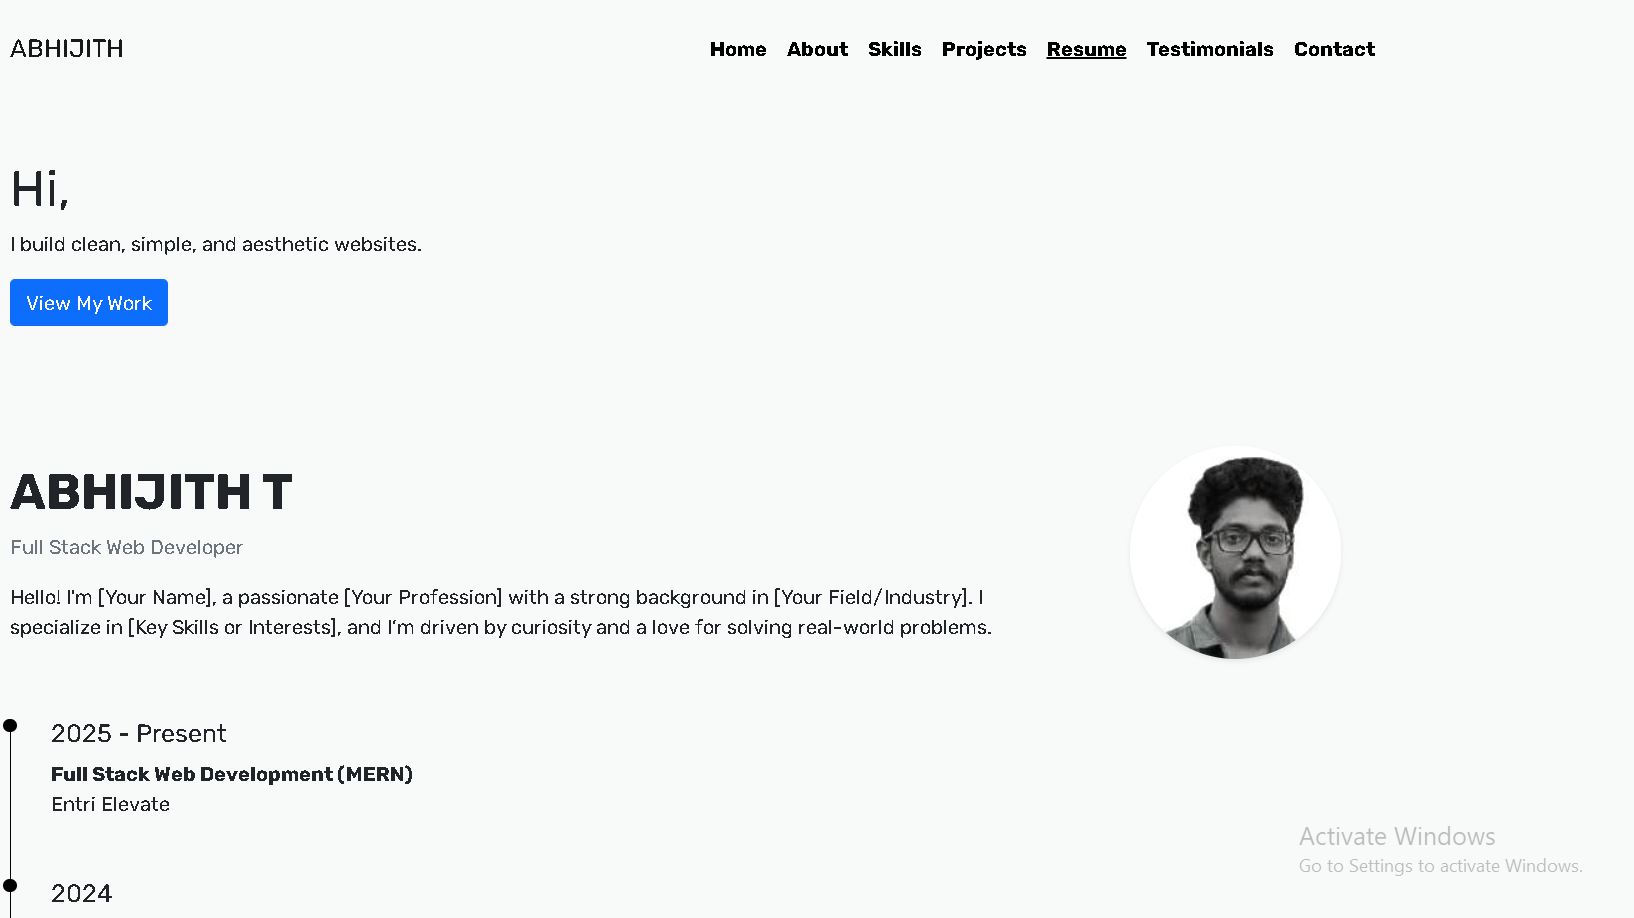 ABHIJITH
Home About Skills Projects Resume Testimonials Contact
Hi,
I build clean, simple, and aesthetic websites.
View My Work
ABHIJITH T
Full Stack Web Developer
Hello! I'm [Your Name], a passionate [Your Profession] with a strong background in [Your Field/Industry]. I
specialize in [Key Skills or Interests], and I'm driven by curiosity and a love for solving real-world problems.
2025 - Present
Full Stack Web Development (MERN)
Entri Elevate
Activate Windows
Go to Settings to activate Windows.
2024